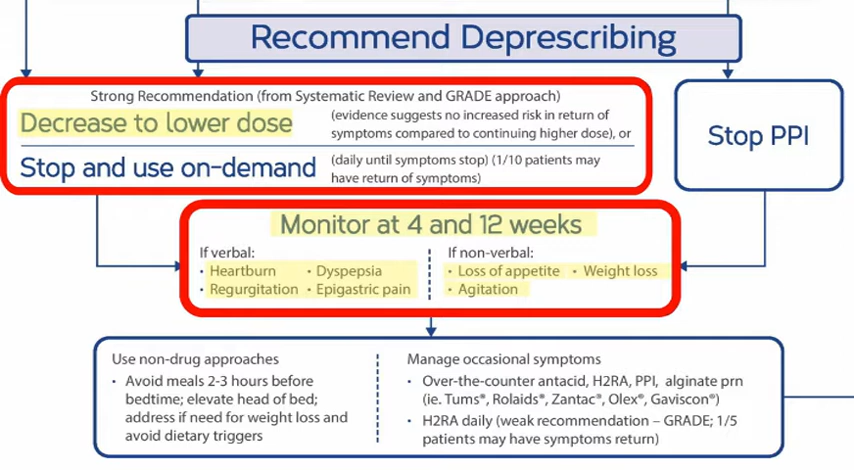 Recommend Deprescribing
Strong Recommendation (from Systematic Review and GRADE approach)
Decrease to lower dose
(evidence suggests no increased risk in return of
symptoms compared to continuing higher dose), or
Stop and use on-demand
(daily until symptoms stop) (1/10 patients may
have return of symptoms)
Stop PPI
Monitor at 4 and 12 weeks
If verbal:
• Heartburn • Dyspepsia
• Regurgitation • Epigastric pain
If non-verbal:
• Loss of appetite • Weight loss
• Agitation
Use non-drug approaches
• Avoid meals 2-3 hours before
bedtime; elevate head of bed;
address if need for weight loss and
avoid dietary triggers
Manage occasional symptoms
• Over-the-counter antacid, H2RA, PPI, alginate prn
(ie. Tums®, Rolaids®, Zantac®, Olex®, Gaviscon®)
• H2RA daily (weak recommendation – GRADE; 1/5
patients may have symptoms return)